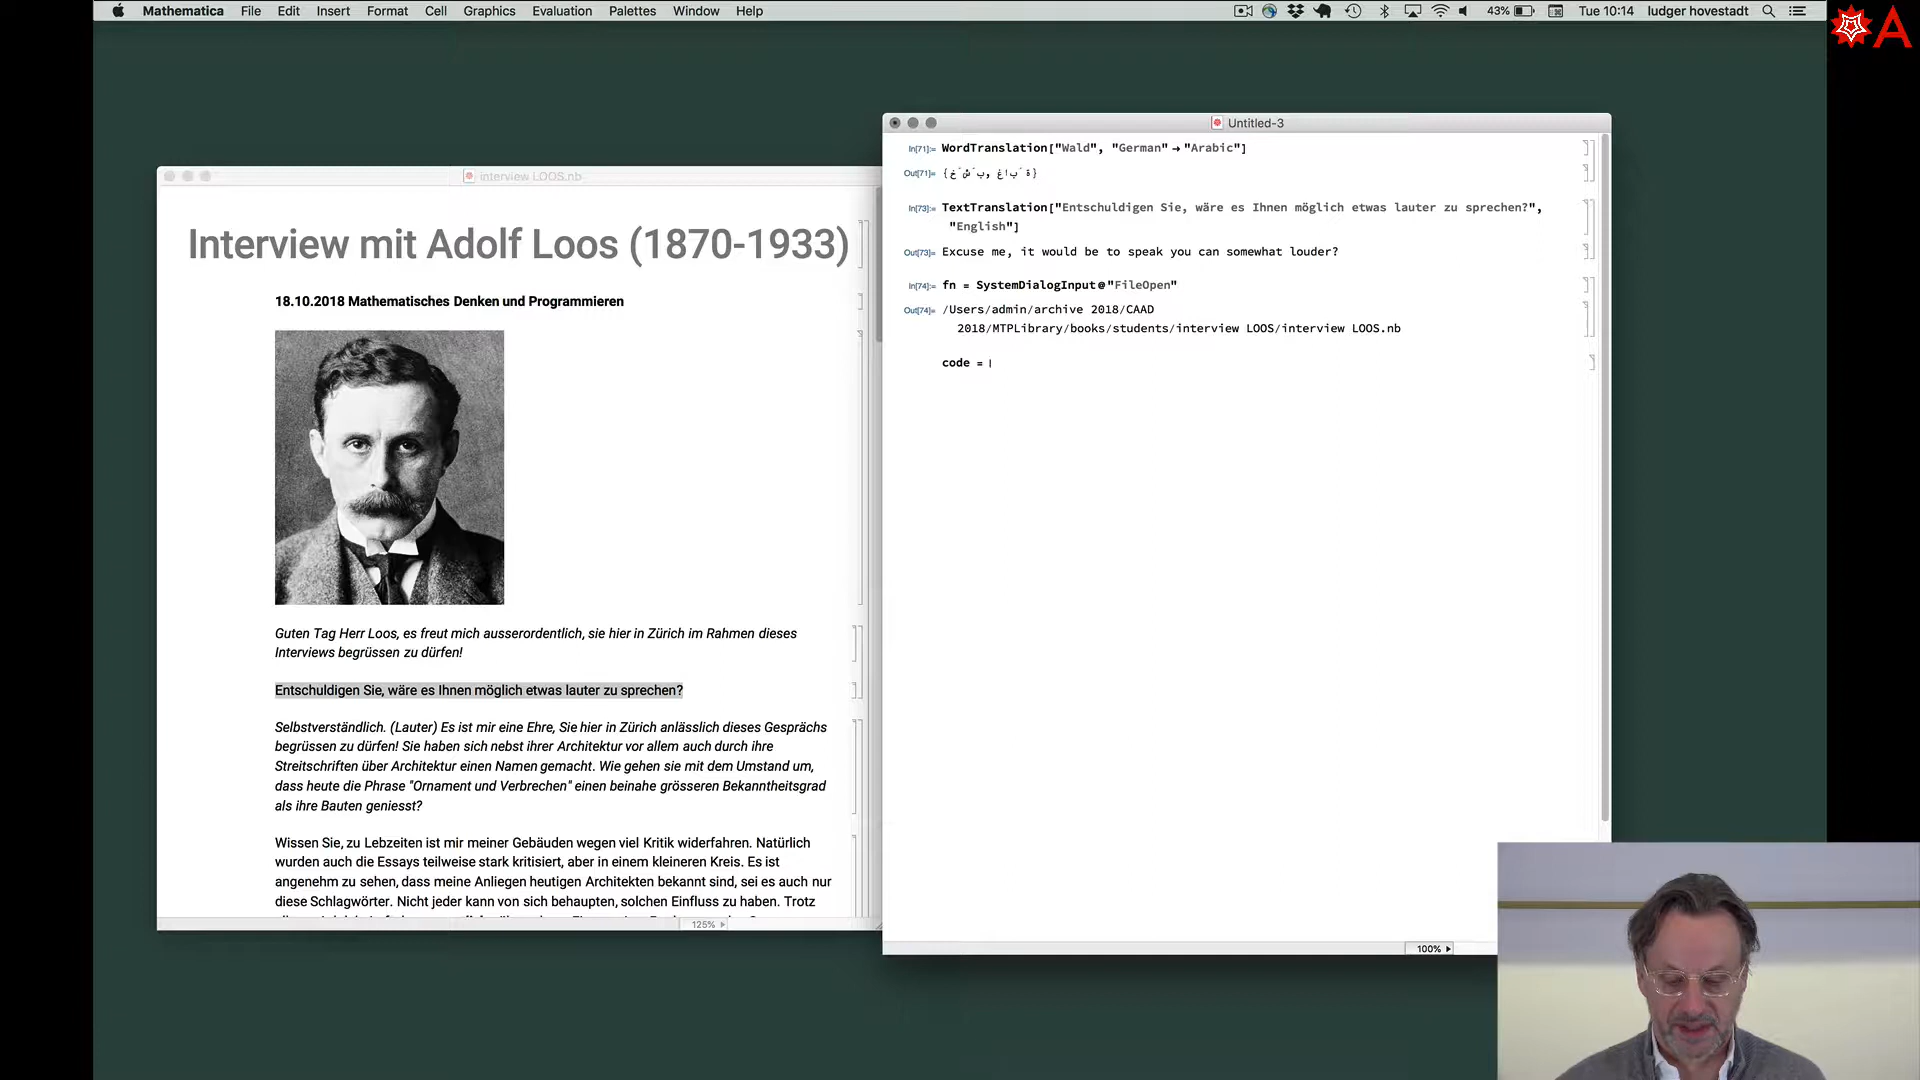 Mathematica File Edit Insert Format Cell Graphics Evaluation Palettes Window Help
43% Tue 10:14 ludger hovestadt
A
interview LOOS.nb
Interview mit Adolf Loos (1870-1933)
18.10.2018 Mathematisches Denken und Programmieren
Guten Tag Herr Loos, es freut mich ausserordentlich, sie hier in Zürich im Rahmen dieses
Interviews begrüssen zu dürfen!
Entschuldigen Sie, wäre es Ihnen möglich etwas lauter zu sprechen?
Selbstverständlich. (Lauter) Es ist mir eine Ehre, Sie hier in Zürich anlässlich dieses Gesprächs
begrüssen zu dürfen! Sie haben sich nebst ihrer Architektur vor allem auch durch ihre
Streitschriften über Architektur einen Namen gemacht. Wie gehen sie mit dem Umstand um,
dass heute die Phrase "Ornament und Verbrechen" einen beinahe grösseren Bekanntheitsgrad
als ihre Bauten geniesst?
Wissen Sie, zu Lebzeiten ist mir meiner Gebäuden wegen viel Kritik widerfahren. Natürlich
wurden auch die Essays teilweise stark kritisiert, aber in einem kleineren Kreis. Es ist
angenehm zu sehen, dass meine Anliegen heutigen Architekten bekannt sind, sei es auch nur
diese Schlagwörter. Nicht jeder kann von sich behaupten, solchen Einfluss zu haben. Trotz
125%
Untitled-3
In[71]:= WordTranslation["Wald", "German" → "Arabic"]
Out[71]=
In[73]:= TextTranslation["Entschuldigen Sie, wäre es Ihnen möglich etwas lauter zu sprechen?",
"English"]
Out[73]= Excuse me, it would be to speak you can somewhat louder?
In[74]:= fn = SystemDialogInput@"FileOpen"
Out[74]= /Users/admin/archive 2018/CAAD
2018/MTPLibrary/books/students/interview LOOS/interview LOOS.nb
code =
100%